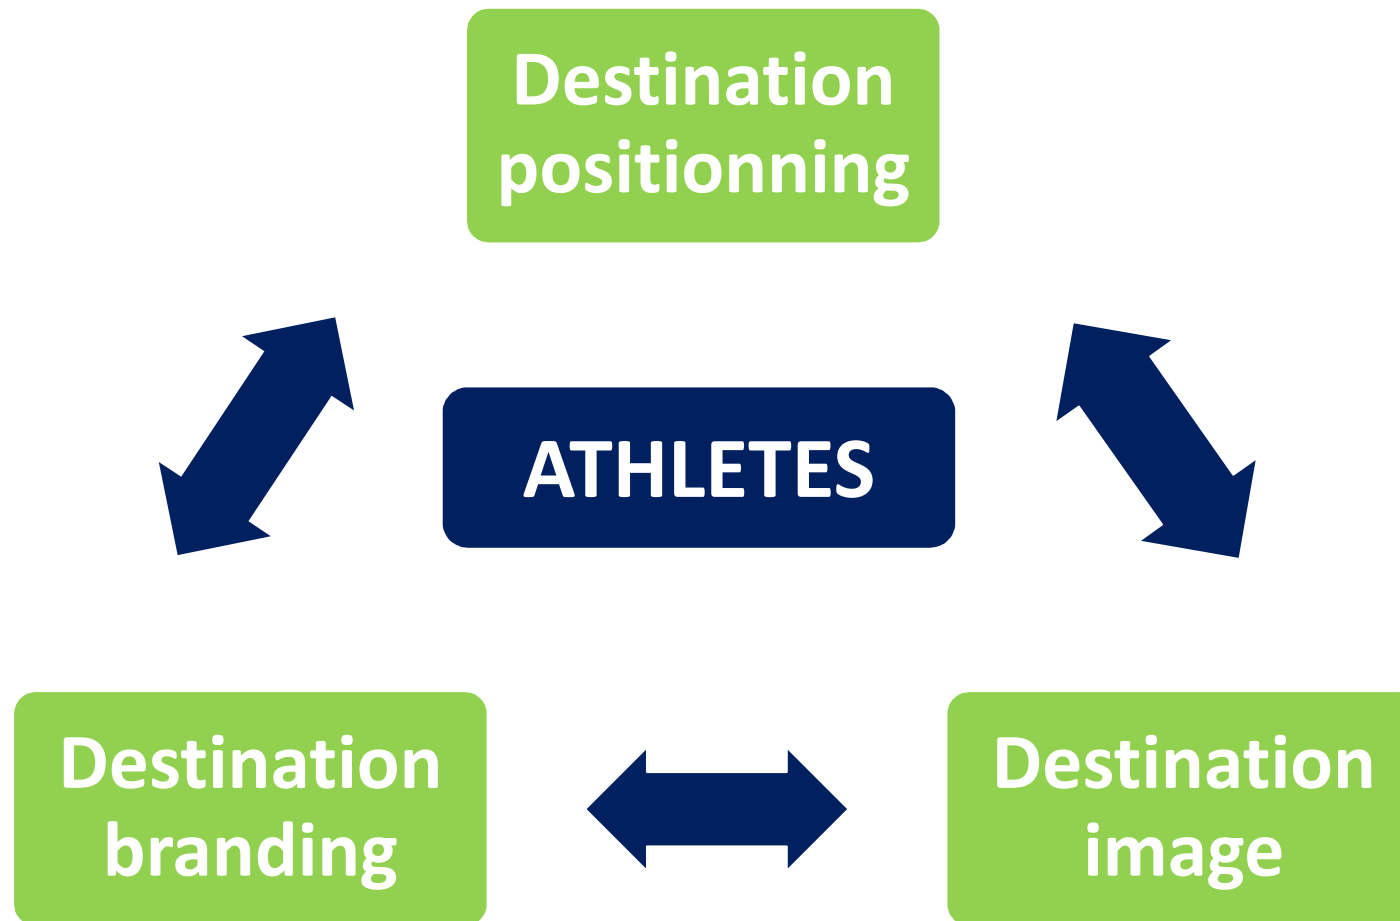 Destination
positionning
ATHLETES
Destination
branding
Destination
image